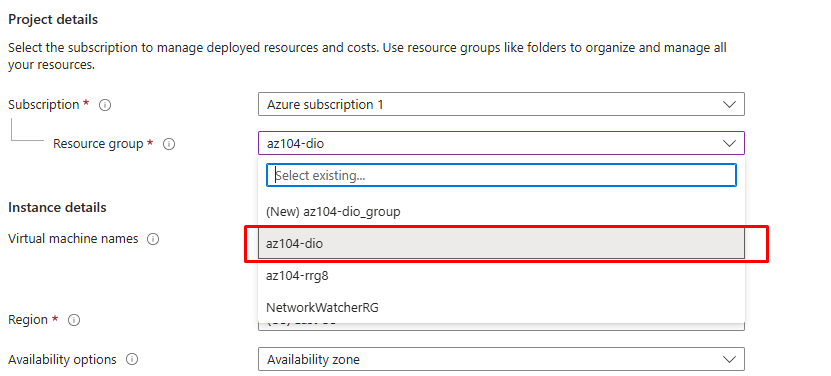 Project details
Select the subscription to manage deployed resources and costs. Use resource groups like folders to organize and manage all
your resources.
Subscription *
Azure subscription 1
Resource group *
az104-dio
Select existing...
(New) az104-dio_group
Instance details
Virtual machine names
az104-dio
az104-rrg8
NetworkWatcherRG
Region *
Availability options
Availability zone